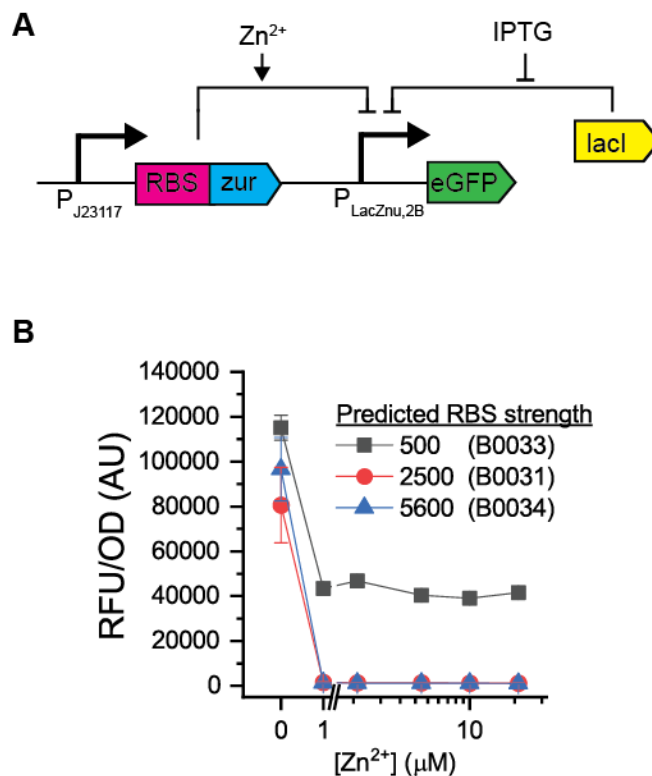 A
Zn2+
IPTG
lacI
RBS
zur
eGFP
PJ23117
PLacZnu,2B
B
140000
120000
100000
80000
60000
40000
20000
0
RFU/OD (AU)
Predicted RBS strength
500 (B0033)
2500 (B0031)
5600 (B0034)
0 1 10
[Zn2+] (μM)